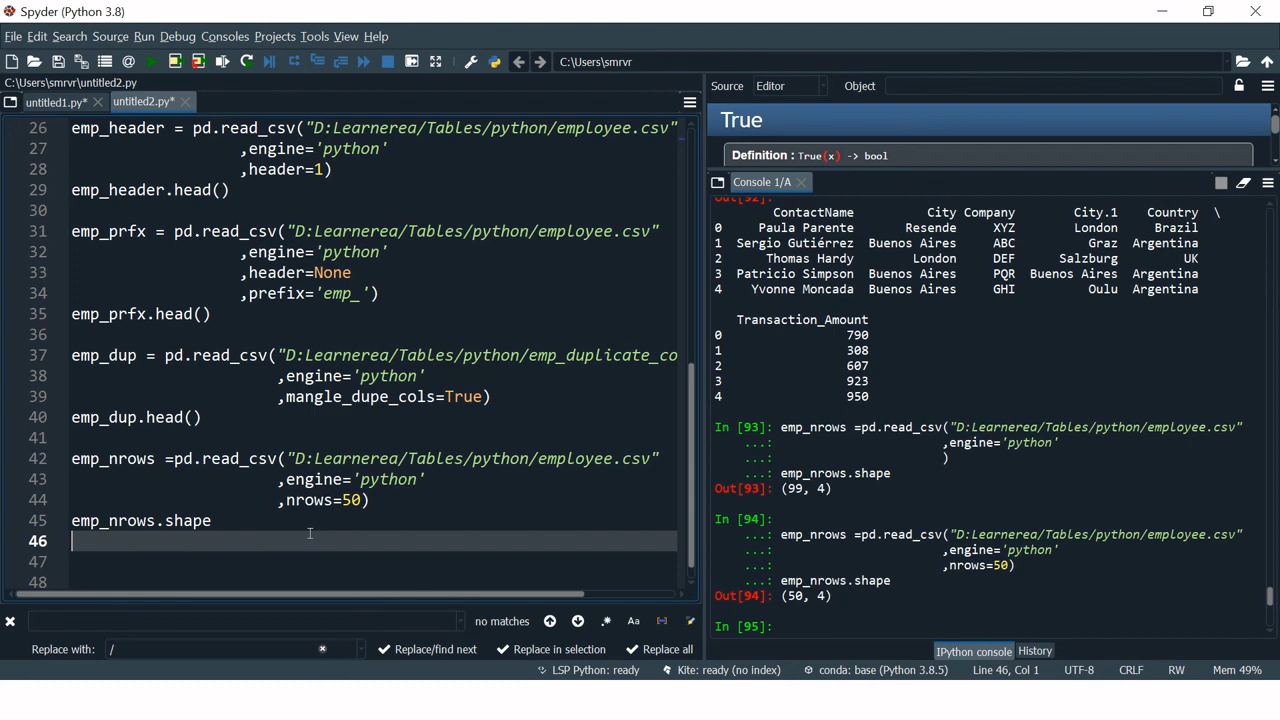 Spyder (Python 3.8)
File Edit Search Source Run Debug Consoles Projects Tools View Help
C:\Users\smrvr
C:\Users\smrvr\untitled2.py*
untitled1.py* untitled2.py*
26 emp_header = pd.read_csv("D:Learnerea/Tables/python/employee.csv"
27 ,engine='python'
28 ,header=1)
29 emp_header.head()
30
31 emp_prfx = pd.read_csv("D:Learnerea/Tables/python/employee.csv"
32 ,engine='python'
33 ,header=None
34 ,prefix='emp_')
35 emp_prfx.head()
36
37 emp_dup = pd.read_csv("D:Learnerea/Tables/python/emp_duplicate_co
38 ,engine='python'
39 ,mangle_dupe_cols=True)
40 emp_dup.head()
41
42 emp_nrows =pd.read_csv("D:Learnerea/Tables/python/employee.csv"
43 ,engine='python'
44 ,nrows=50)
45 emp_nrows.shape
46
47
48
no matches Aa
Replace with: / Replace/find next Replace in selection Replace all
Source Editor Object
True
Definition : True(x) -> bool
Console 1/A
Out[92]:
ContactName City Company City.1 Country \
0 Paula Parente Resende XYZ London Brazil
1 Sergio Gutiérrez Buenos Aires ABC Graz Argentina
2 Thomas Hardy London DEF Salzburg UK
3 Patricio Simpson Buenos Aires PQR Buenos Aires Argentina
4 Yvonne Moncada Buenos Aires GHI Oulu Argentina
Transaction_Amount
0 790
1 308
2 607
3 923
4 950
In [93]: emp_nrows =pd.read_csv("D:Learnerea/Tables/python/employee.csv"
...: ,engine='python'
...: )
...: emp_nrows.shape
Out[93]: (99, 4)
In [94]:
...: emp_nrows =pd.read_csv("D:Learnerea/Tables/python/employee.csv"
...: ,engine='python'
...: ,nrows=50)
...: emp_nrows.shape
Out[94]: (50, 4)
In [95]:
IPython console History
LSP Python: ready Kite: ready (no index) conda: base (Python 3.8.5) Line 46, Col 1 UTF-8 CRLF RW Mem 49%